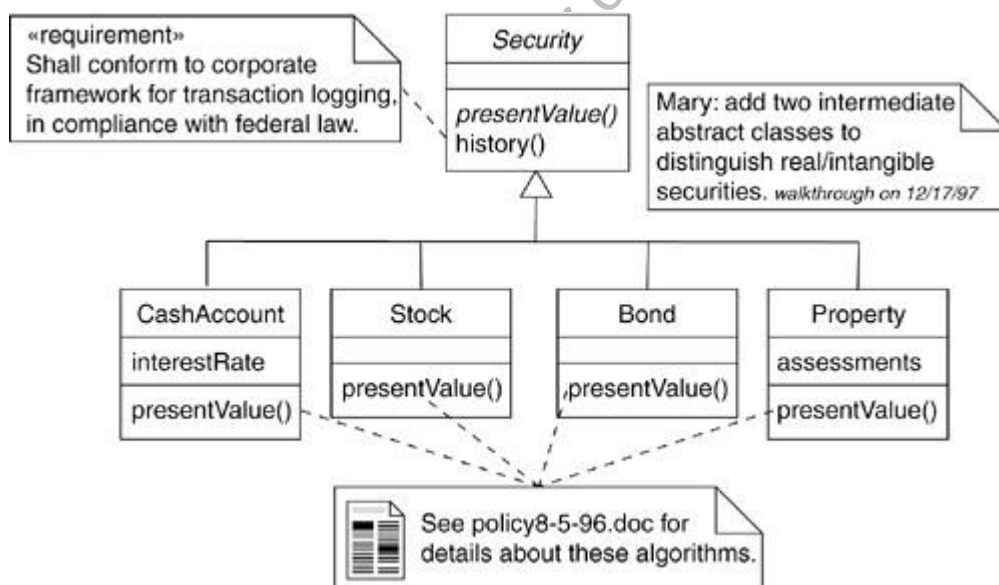 «requirement»
Shall conform to corporate
framework for transaction logging,
in compliance with federal law.
Security
presentValue()
history()
Mary: add two intermediate
abstract classes to
distinguish real/intangible
securities. walkthrough on 12/17/97
CashAccount
interestRate
presentValue()
Stock
presentValue()
Bond
presentValue()
Property
assessments
presentValue()
See policy8-5-96.doc for
details about these algorithms.